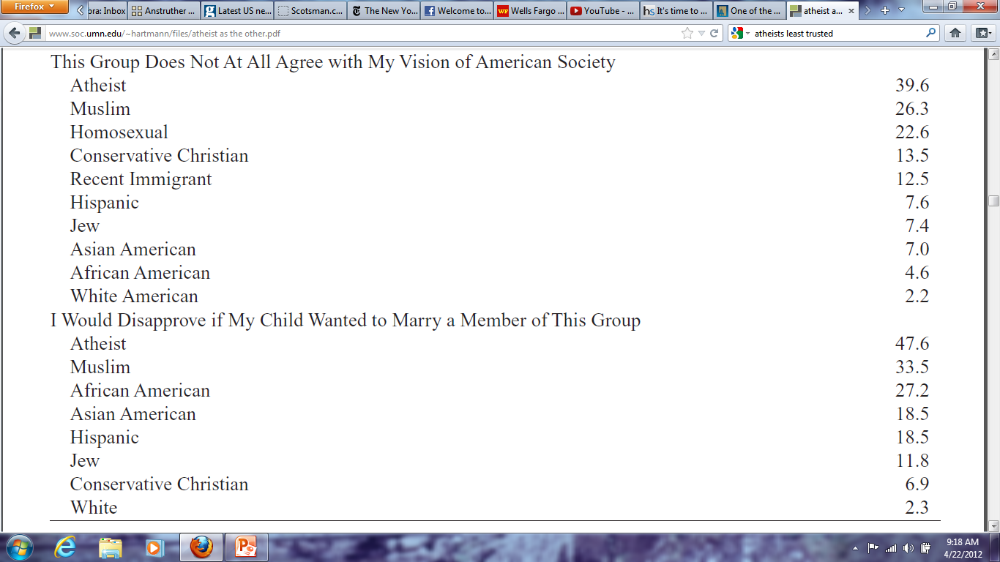 Firefox
ora: Inbox
Anstruther ...
Latest US ne...
Scotsman.c...
The New Yo...
Welcome to...
Wells Fargo ...
YouTube - ...
It's time to ...
One of the ...
atheist a...
www.soc.umn.edu/~hartmann/files/atheist as the other.pdf
atheists least trusted
This Group Does Not At All Agree with My Vision of American Society
Atheist 39.6
Muslim 26.3
Homosexual 22.6
Conservative Christian 13.5
Recent Immigrant 12.5
Hispanic 7.6
Jew 7.4
Asian American 7.0
African American 4.6
White American 2.2
I Would Disapprove if My Child Wanted to Marry a Member of This Group
Atheist 47.6
Muslim 33.5
African American 27.2
Asian American 18.5
Hispanic 18.5
Jew 11.8
Conservative Christian 6.9
White 2.3
9:18 AM
4/22/2012